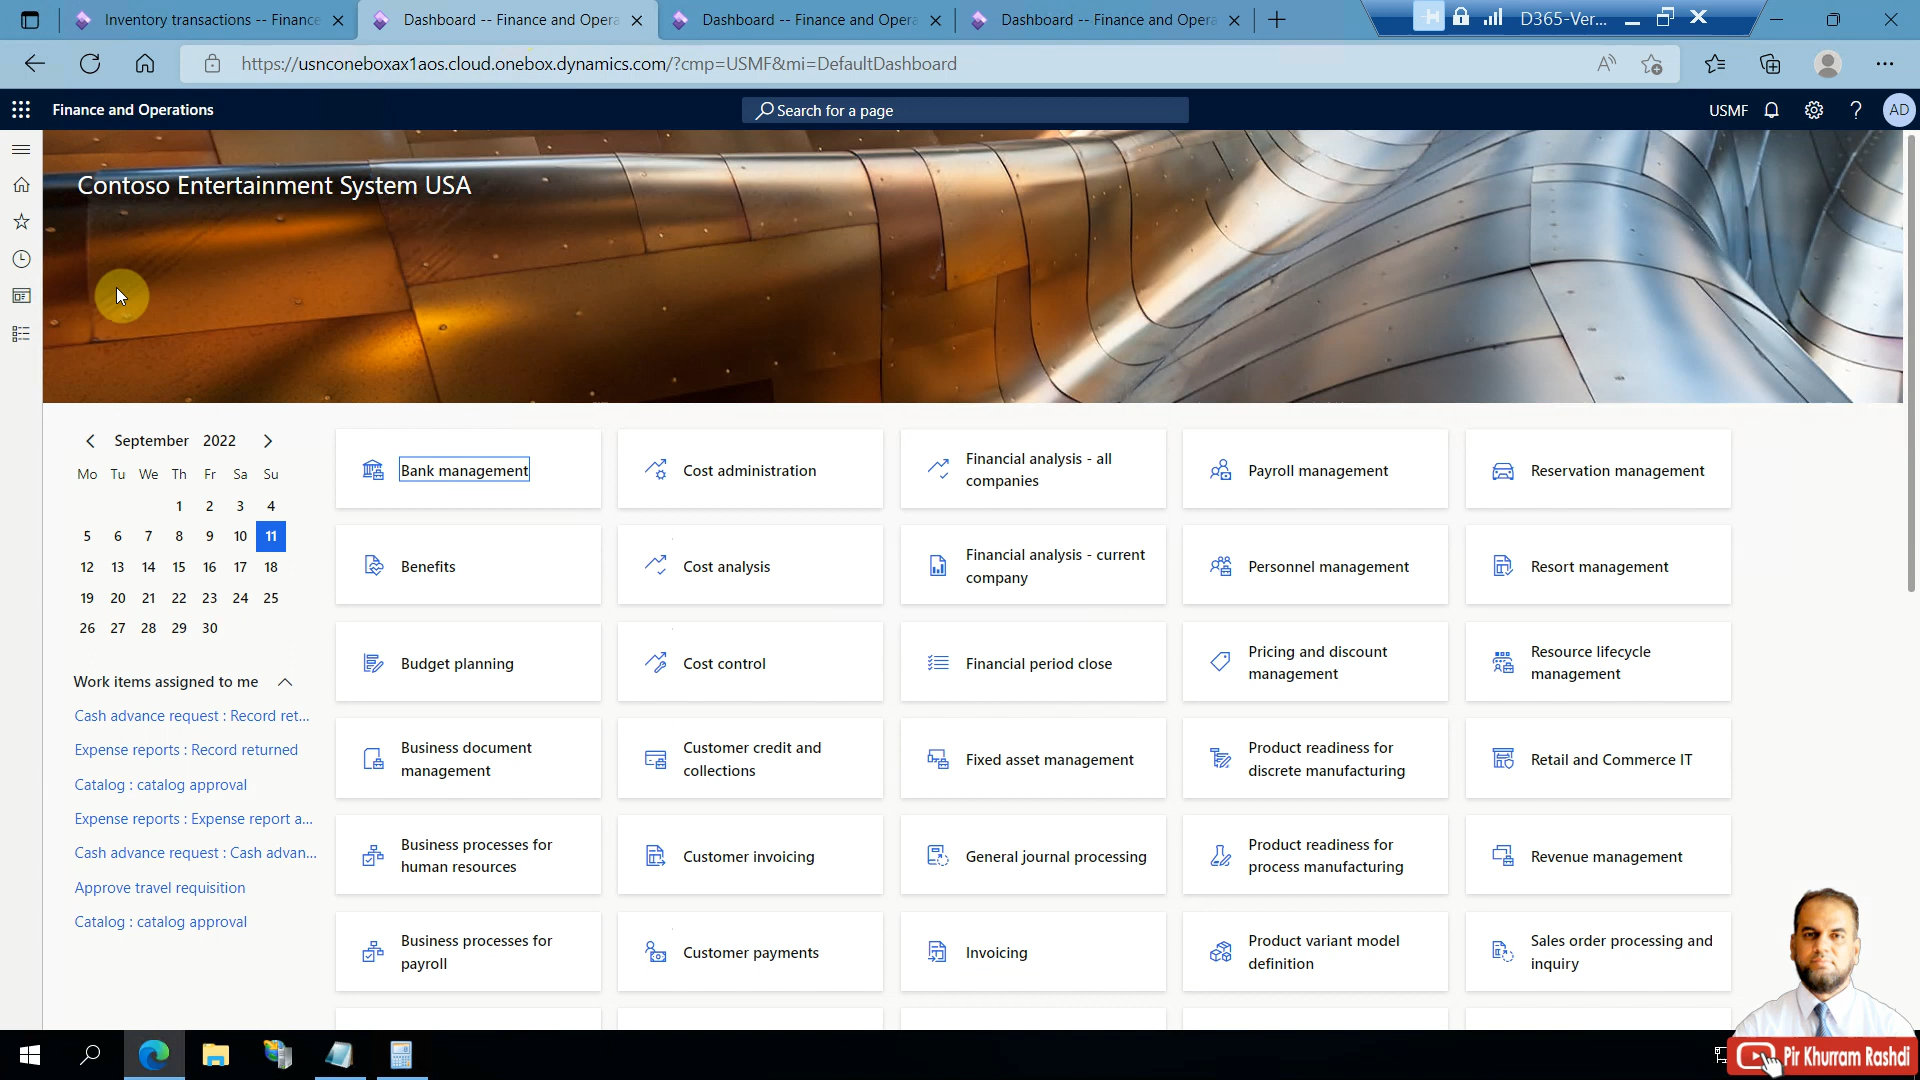 Inventory transactions -- Finance
Dashboard -- Finance and Opera
Dashboard -- Finance and Opera
Dashboard -- Finance and Opera
D365-Ver...
https://usnconeboxax1aos.cloud.onebox.dynamics.com/?cmp=USMF&mi=DefaultDashboard
Finance and Operations
Search for a page
USMF
?
AD
Contoso Entertainment System USA
September 2022
Mo Tu We Th Fr Sa Su
1 2 3 4
5 6 7 8 9 10 11
12 13 14 15 16 17 18
19 20 21 22 23 24 25
26 27 28 29 30
Work items assigned to me
Cash advance request : Record ret...
Expense reports : Record returned
Catalog : catalog approval
Expense reports : Expense report a...
Cash advance request : Cash advan...
Approve travel requisition
Catalog : catalog approval
Bank management
Cost administration
Financial analysis - all
companies
Payroll management
Reservation management
Benefits
Cost analysis
Financial analysis - current
company
Personnel management
Resort management
Budget planning
Cost control
Financial period close
Pricing and discount
management
Resource lifecycle
management
Business document
management
Customer credit and
collections
Fixed asset management
Product readiness for
discrete manufacturing
Retail and Commerce IT
Business processes for
human resources
Customer invoicing
General journal processing
Product readiness for
process manufacturing
Revenue management
Business processes for
payroll
Customer payments
Invoicing
Product variant model
definition
Sales order processing and
inquiry
Pir Khurram Rashdi